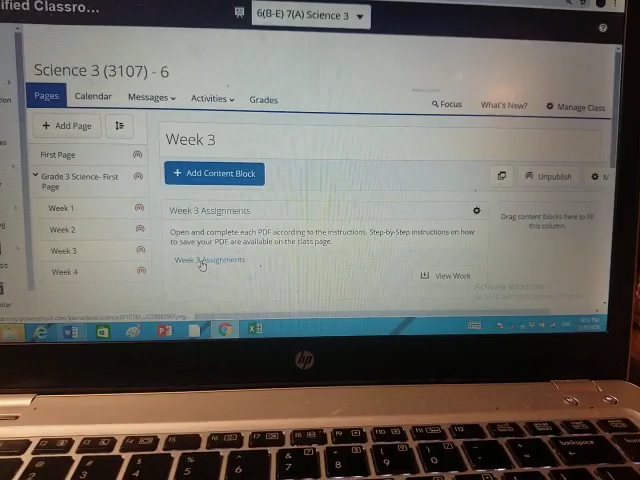 ified Classro...
6(B-E) 7(A) Science 3
Science 3 (3107) - 6
Pages Calendar Messages Activities Grades
Focus What's New? Manage Class
+ Add Page
First Page
Grade 3 Science- First
Page
Week 1
Week 2
Week 3
Week 4
Week 3
+ Add Content Block
Unpublish
Week 3 Assignments
Drag content blocks here to fill
this column.
Open and complete each PDF according to the instructions. Step-by-Step instructions on how
to save your PDF are available on the class page.
Week 3 Assignments
View Work
Activate Windows
hp
backspace